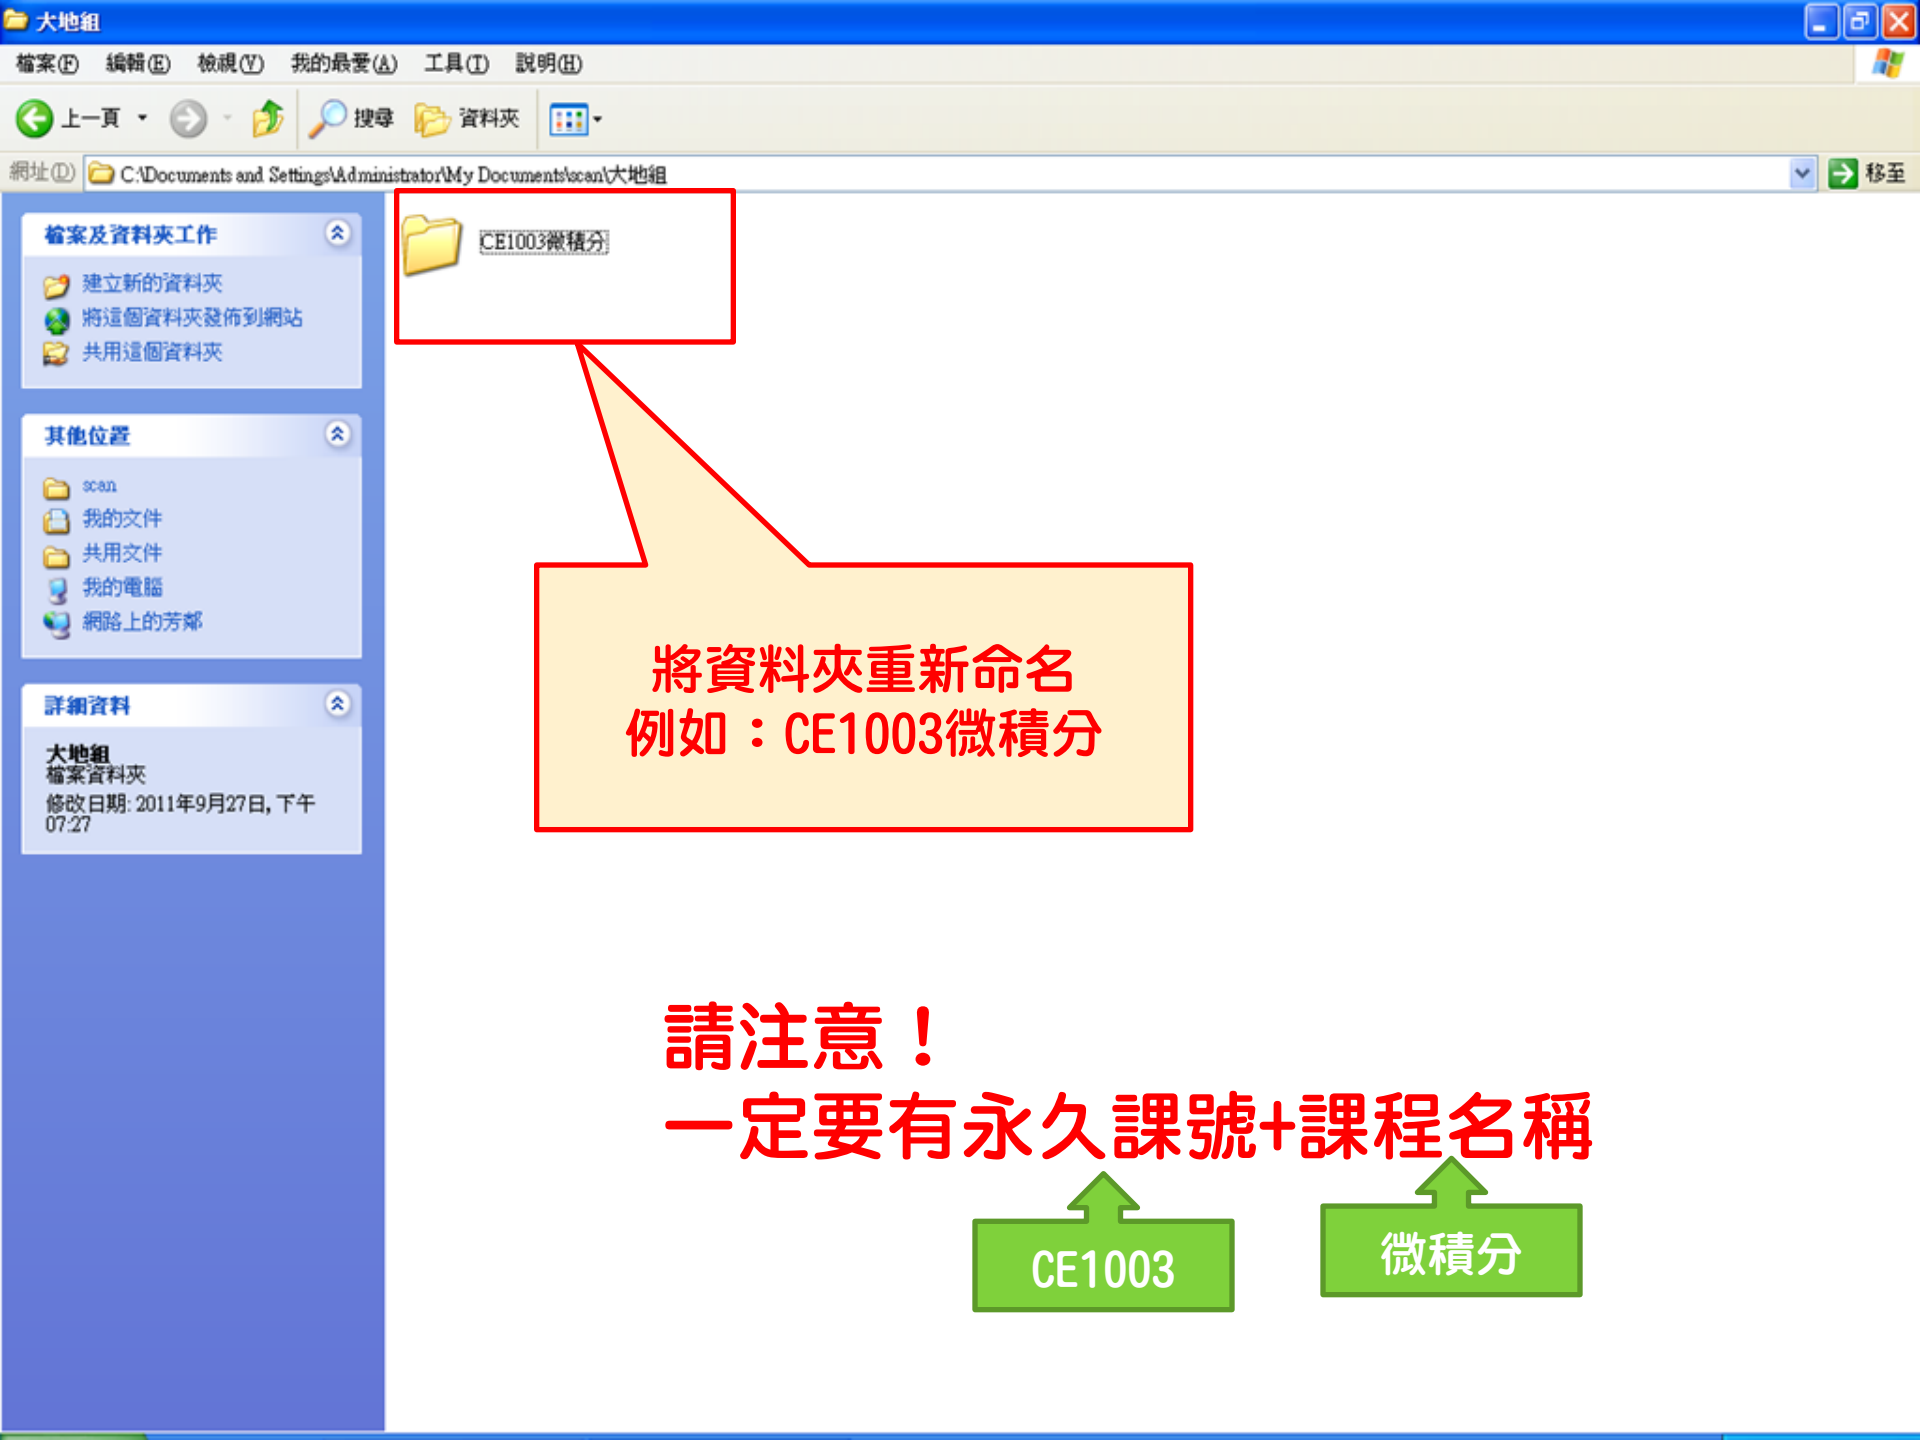 大地組
檔案(F) 編輯(E) 檢視(V) 我的最愛(A) 工具(T) 說明(H)
上一頁 搜尋 資料夾
網址(D) C:\Documents and Settings\Administrator\My Documents\scan\大地組 移至
檔案及資料夾工作
建立新的資料夾
將這個資料夾發佈到網站
共用這個資料夾
其他位置
scan
我的文件
共用文件
我的電腦
網路上的芳鄰
詳細資料
大地組
檔案資料夾
修改日期: 2011年9月27日, 下午
07:27
CE1003微積分
將資料夾重新命名
例如：CE1003微積分
請注意！
一定要有永久課號+課程名稱
CE1003
微積分